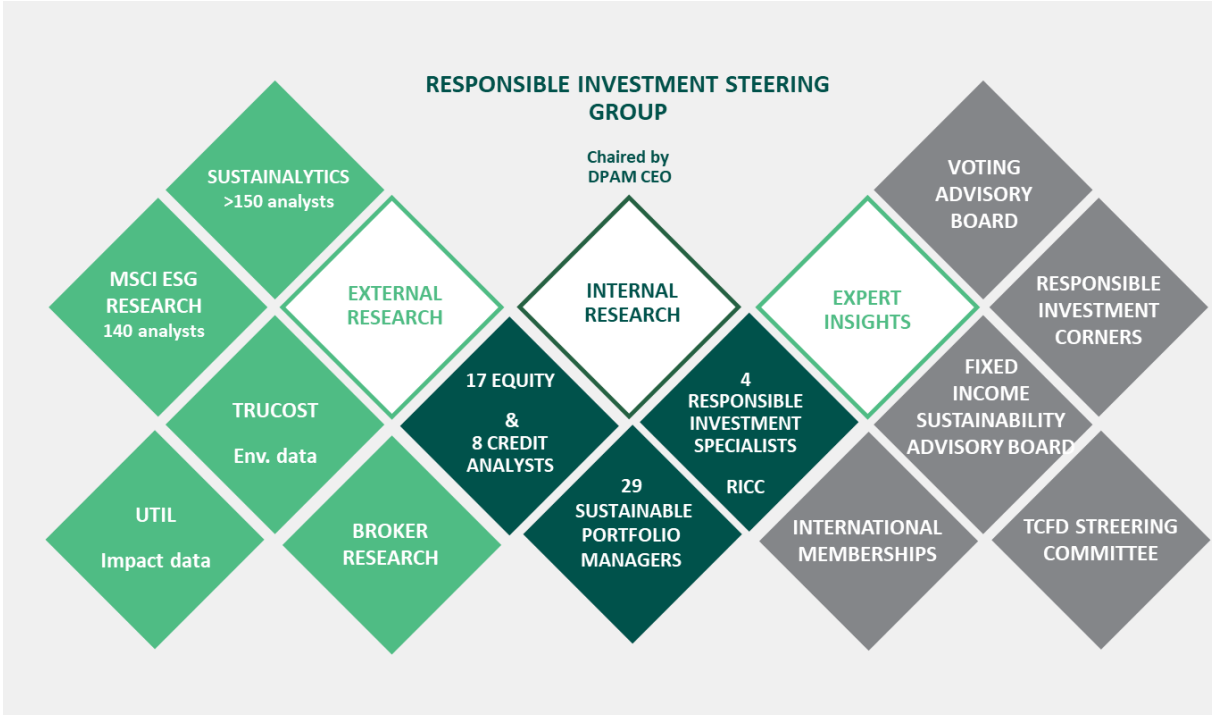 RESPONSIBLE INVESTMENT STEERING
GROUP
Chaired by
DPAM CEO
SUSTAINALYTICS
>150 analysts
MSCI ESG
RESEARCH
140 analysts
EXTERNAL
RESEARCH
TRUCOST
Env. data
UTIL
Impact data
BROKER
RESEARCH
INTERNAL
RESEARCH
17 EQUITY
&
8 CREDIT
ANALYSTS
29
SUSTAINABLE
PORTFOLIO
MANAGERS
4
RESPONSIBLE
INVESTMENT
SPECIALISTS
RICC
EXPERT
INSIGHTS
VOTING
ADVISORY
BOARD
RESPONSIBLE
INVESTMENT
CORNERS
FIXED
INCOME
SUSTAINABILITY
ADVISORY BOARD
INTERNATIONAL
MEMBERSHIPS
TCFD STREERING
COMMITTEE